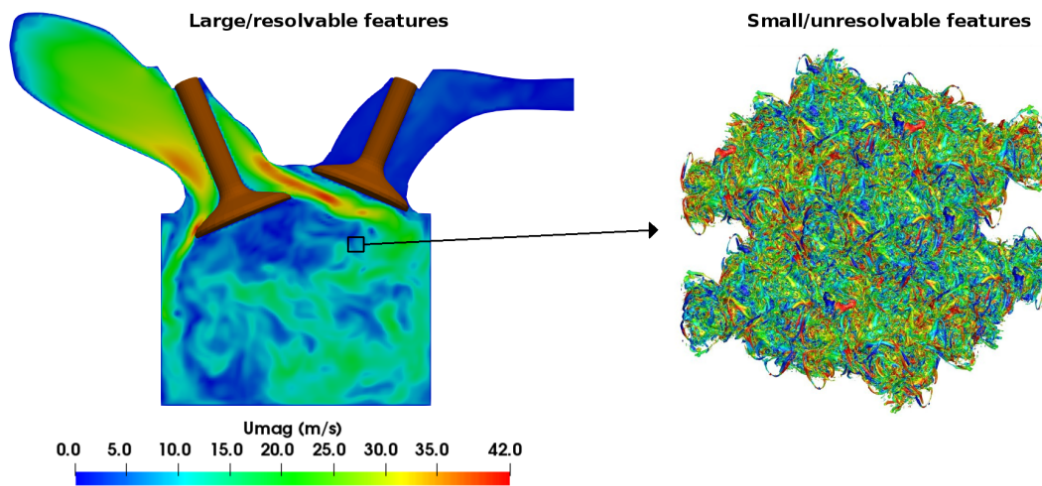 Large/resolvable features
Small/unresolvable features
Umag (m/s)
0.0 5.0 10.0 15.0 20.0 25.0 30.0 35.0 42.0